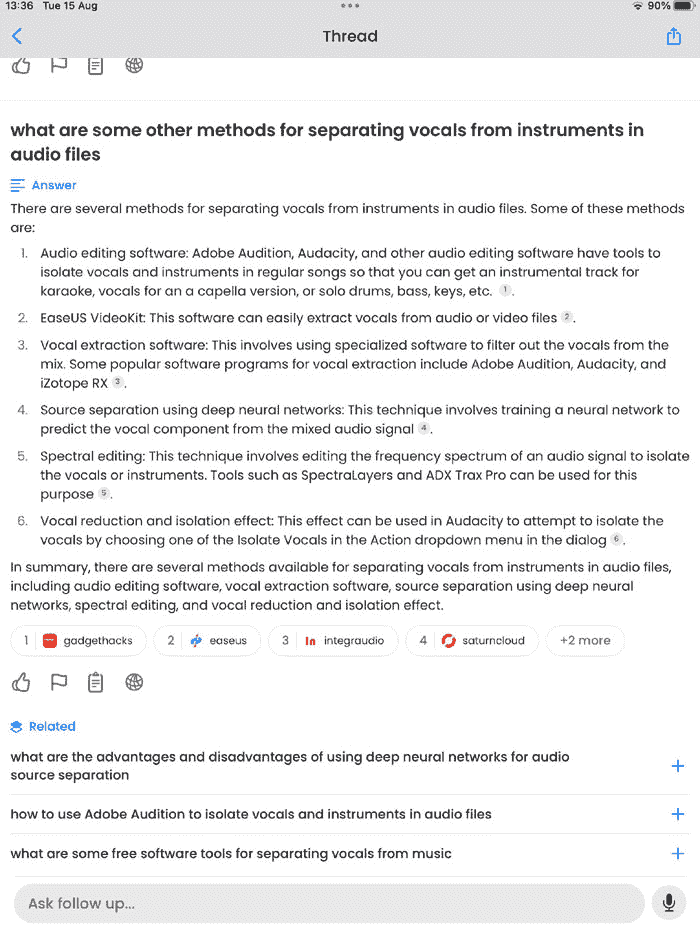 13:36 Tue 15 Aug
90%
Thread
what are some other methods for separating vocals from instruments in
audio files
Answer
There are several methods for separating vocals from instruments in audio files. Some of these methods
are:
1. Audio editing software: Adobe Audition, Audacity, and other audio editing software have tools to
isolate vocals and instruments in regular songs so that you can get an instrumental track for
karaoke, vocals for an a capella version, or solo drums, bass, keys, etc. 1.
2. EaseUS VideoKit: This software can easily extract vocals from audio or video files 2.
3. Vocal extraction software: This involves using specialized software to filter out the vocals from the
mix. Some popular software programs for vocal extraction include Adobe Audition, Audacity, and
iZotope RX 3.
4. Source separation using deep neural networks: This technique involves training a neural network to
predict the vocal component from the mixed audio signal 4.
5. Spectral editing: This technique involves editing the frequency spectrum of an audio signal to isolate
the vocals or instruments. Tools such as SpectraLayers and ADX Trax Pro can be used for this
purpose 5.
6. Vocal reduction and isolation effect: This effect can be used in Audacity to attempt to isolate the
vocals by choosing one of the Isolate Vocals in the Action dropdown menu in the dialog 6.
In summary, there are several methods available for separating vocals from instruments in audio files,
including audio editing software, vocal extraction software, source separation using deep neural
networks, spectral editing, and vocal reduction and isolation effect.
1 gadgethacks 2 easeus 3 In integraudio 4 saturncloud +2 more
Related
what are the advantages and disadvantages of using deep neural networks for audio
source separation
how to use Adobe Audition to isolate vocals and instruments in audio files
what are some free software tools for separating vocals from music
Ask follow up...